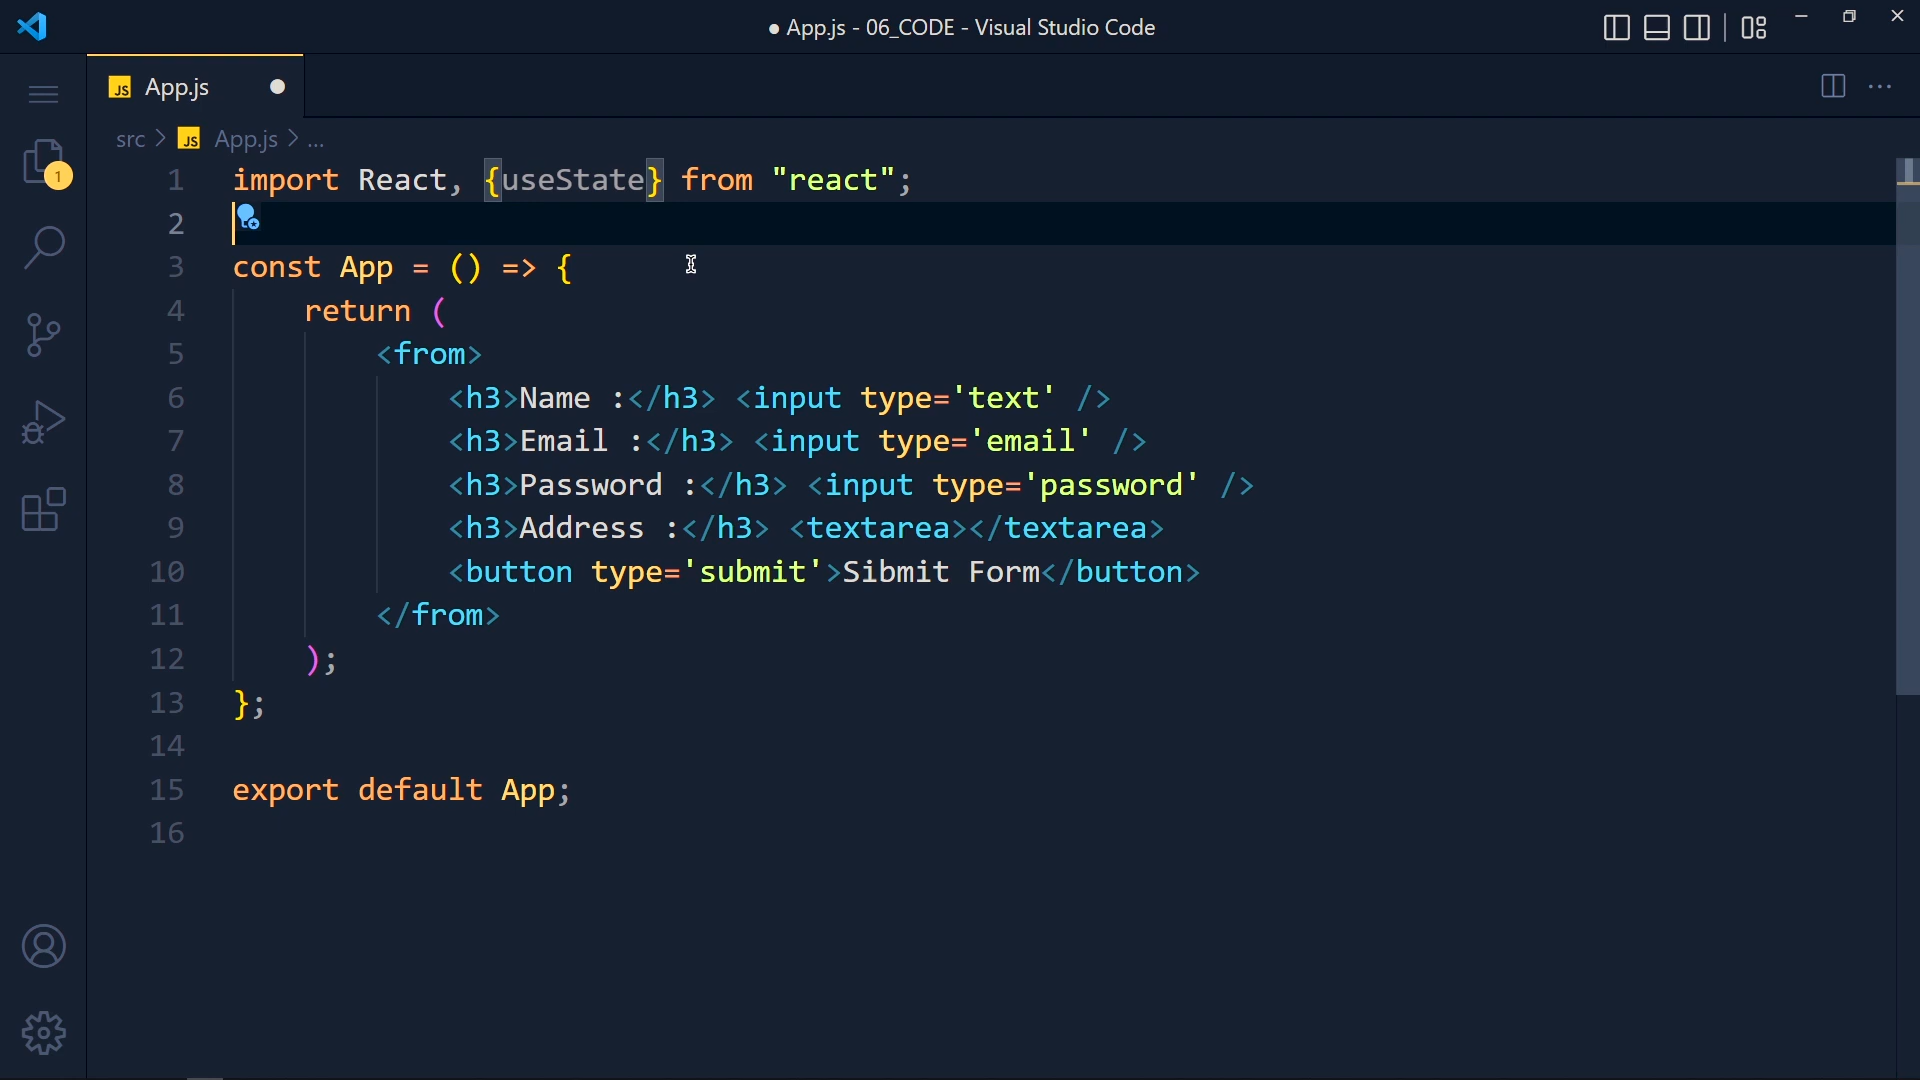 ● App.js - 06_CODE - Visual Studio Code
JS App.js
src > JS App.js > ...
1
1 import React, {useState} from "react";
2
3 const App = () => {
4 return (
5 <from>
6 <h3>Name :</h3> <input type='text' />
7 <h3>Email :</h3> <input type='email' />
8 <h3>Password :</h3> <input type='password' />
9 <h3>Address :</h3> <textarea></textarea>
10 <button type='submit'>Sibmit Form</button>
11 </from>
12 );
13 };
14
15 export default App;
16